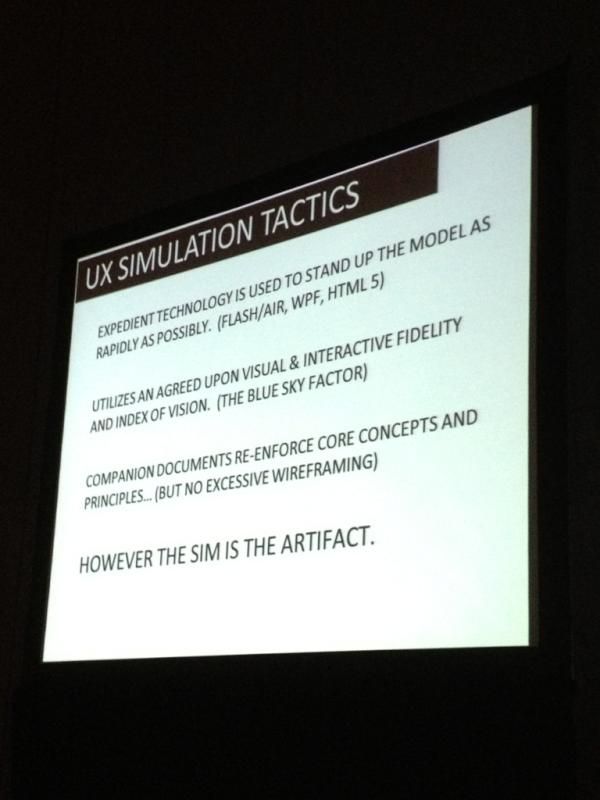 UX SIMULATION TACTICS
EXPEDIENT TECHNOLOGY IS USED TO STAND UP THE MODEL AS
RAPIDLY AS POSSIBLY. (FLASH/AIR, WPF, HTML 5)
UTILIZES AN AGREED UPON VISUAL & INTERACTIVE FIDELITY
AND INDEX OF VISION. (THE BLUE SKY FACTOR)
COMPANION DOCUMENTS RE-ENFORCE CORE CONCEPTS AND
PRINCIPLES... (BUT NO EXCESSIVE WIREFRAMING)
HOWEVER THE SIM IS THE ARTIFACT.